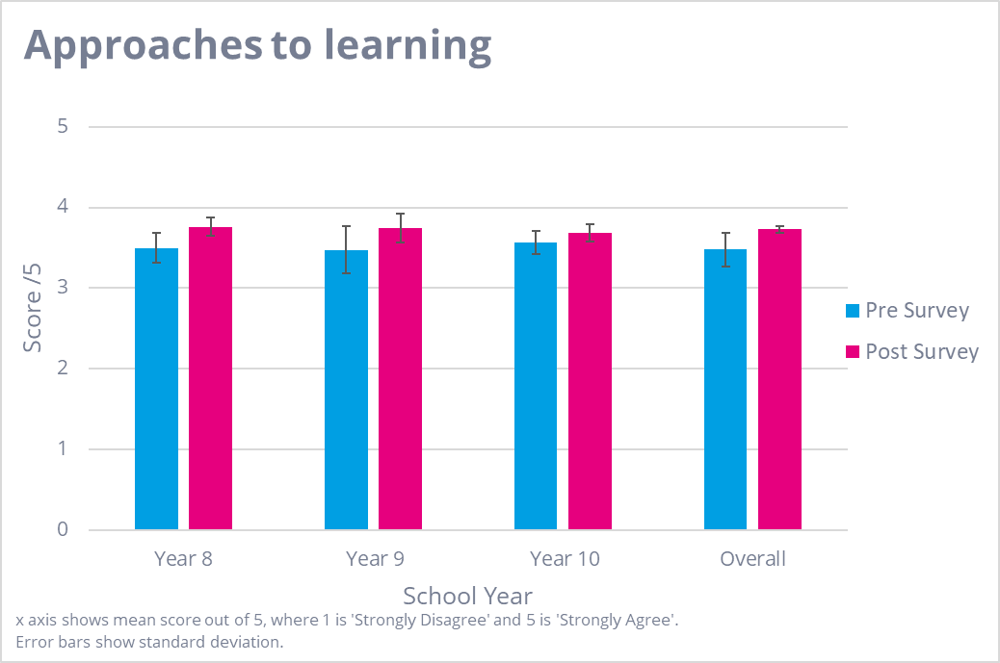 Approaches to learning
5
4
3
2
1
0
Score /5
Year 8 Year 9 Year 10 Overall
School Year
Pre Survey
Post Survey
x axis shows mean score out of 5, where 1 is 'Strongly Disagree' and 5 is 'Strongly Agree'.
Error bars show standard deviation.